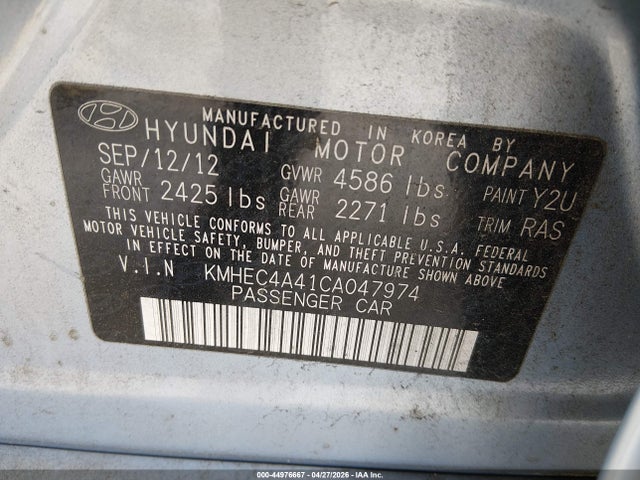 MANUFACTURED IN KOREA BY
HYUNDAI MOTOR COMPANY
SEP/12/12 GVWR 4586 lbs PAINT Y2U
GAWR FRONT 2425 lbs GAWR REAR 2271 lbs TRIM RAS
THIS VEHICLE CONFORMS TO ALL APPLICABLE U.S.A. FEDERAL
MOTOR VEHICLE SAFETY, BUMPER, AND THEFT PREVENTION STANDARDS
IN EFFECT ON THE DATE OF MANUFACTURE SHOWN ABOVE
V.I.N KMHEC4A41CA047974
PASSENGER CAR
000-44976667 - 04/27/2026 - IAA Inc.